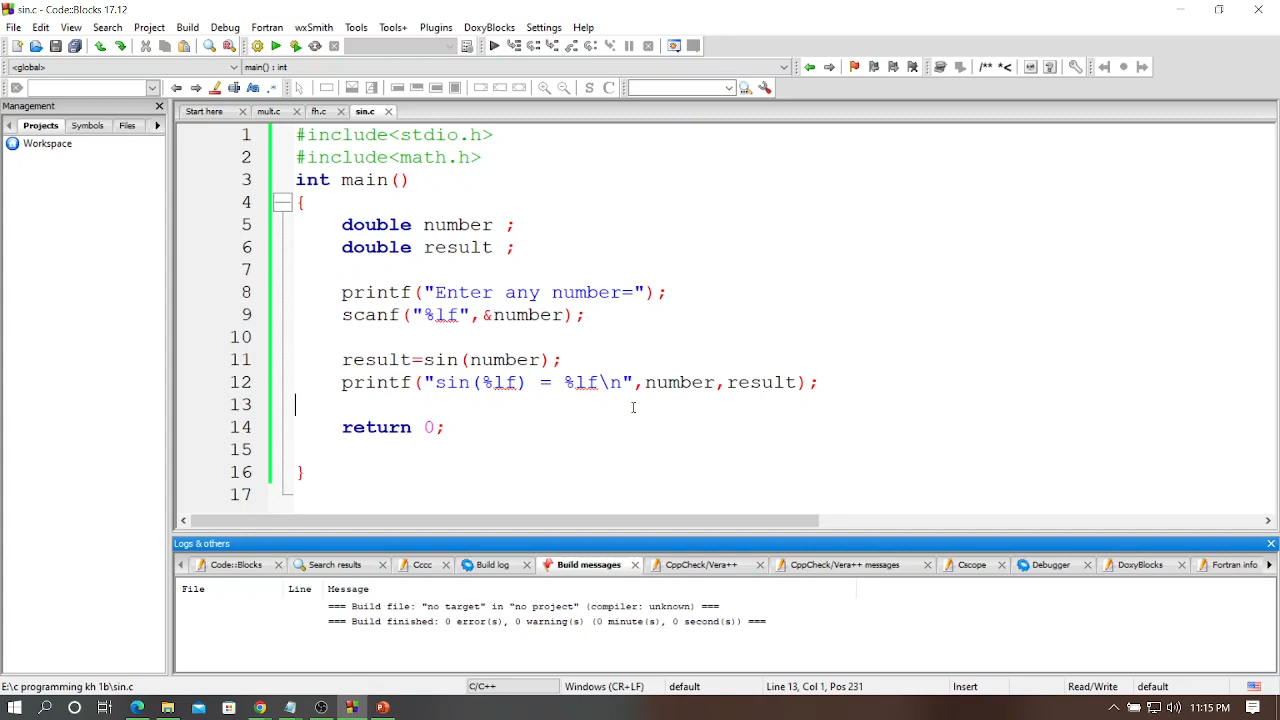 sin.c - Code::Blocks 17.12
File Edit View Search Project Build Debug Fortran wxSmith Tools Tools+ Plugins DoxyBlocks Settings Help
<global> main() : int
/** *<
S C
Management
Projects Symbols Files
Workspace
Start here mult.c fh.c sin.c
1 #include<stdio.h>
2 #include<math.h>
3 int main()
4 {
5 double number ;
6 double result ;
7
8 printf("Enter any number=");
9 scanf("%lf",&number);
10
11 result=sin(number);
12 printf("sin(%lf) = %lf\n",number,result);
13
14 return 0;
15
16 }
17
Logs & others
Code::Blocks Search results Cccc Build log Build messages CppCheck/Vera++ CppCheck/Vera++ messages Cscope Debugger DoxyBlocks Fortran info
File Line Message
=== Build file: "no target" in "no project" (compiler: unknown) ===
=== Build finished: 0 error(s), 0 warning(s) (0 minute(s), 0 second(s)) ===
E:\c programming kh 1b\sin.c C/C++ Windows (CR+LF) default Line 13, Col 1, Pos 231 Insert Read/Write default
11:15 PM